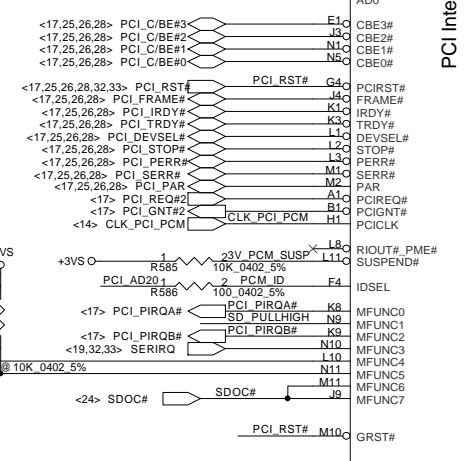 AD0
PCI Inte
<17,25,26,28> PCI_C/BE#3 E1 CBE3#
<17,25,26,28> PCI_C/BE#2 J3 CBE2#
<17,25,26,28> PCI_C/BE#1 N1 CBE1#
<17,25,26,28> PCI_C/BE#0 N5 CBE0#
<17,25,26,28,32,33> PCI_RST# PCI_RST# G4 PCIRST#
<17,25,26,28> PCI_FRAME# J4 FRAME#
<17,25,26,28> PCI_IRDY# K1 IRDY#
<17,25,26,28> PCI_TRDY# K3 TRDY#
<17,25,26,28> PCI_DEVSEL# L1 DEVSEL#
<17,25,26,28> PCI_STOP# L2 STOP#
<17,25,26,28> PCI_PERR# L3 PERR#
<17,25,26,28> PCI_SERR# M1 SERR#
<17,25,26,28> PCI_PAR M2 PAR
<17> PCI_REQ#2 A1 PCIREQ#
<17> PCI_GNT#2 B1 PCIGNT#
<14> CLK_PCI_PCM CLK_PCI_PCM H1 PCICLK
L8 RIOUT#_PME#
VS +3VS 1 2 3V_PCM_SUSP L11 SUSPEND#
R585 10K_0402_5%
PCI_AD20 1 2 PCM_ID F4 IDSEL
R586 100_0402_5%
<17> PCI_PIRQA# PCI_PIRQA# K8 MFUNC0
SD_PULLHIGH N9 MFUNC1
<17> PCI_PIRQB# PCI_PIRQB# K9 MFUNC2
<19,32,33> SERIRQ N10 MFUNC3
L10 MFUNC4
@ 10K_0402_5% N11 MFUNC5
M11 MFUNC6
<24> SDOC# SDOC# J9 MFUNC7
PCI_RST# M10 GRST#